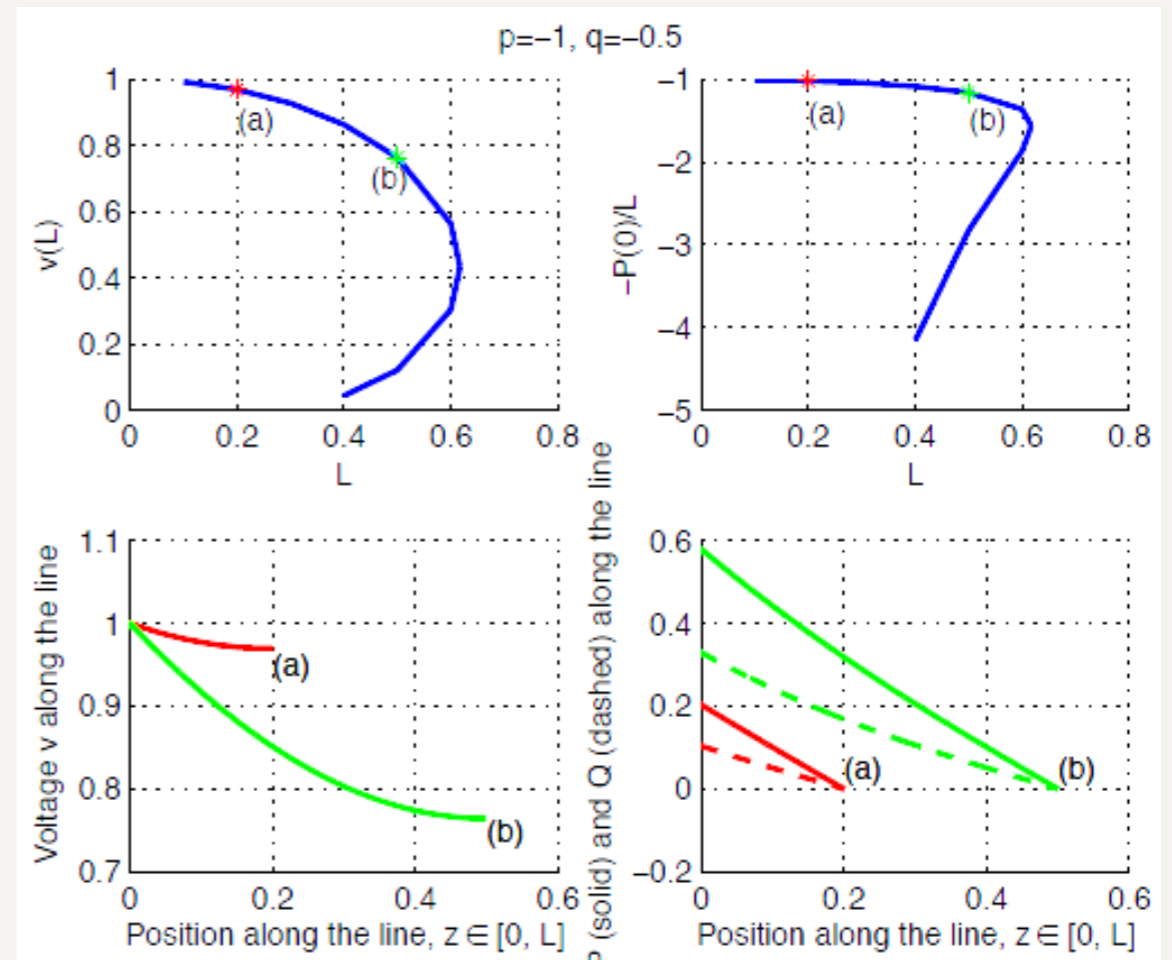 p=−1, q=−0.5
1
0.8
0.6
0.4
0.2
0
v(L)
(a)
(b)
0 0.2 0.4 0.6 0.8
L
−1
−2
−3
−4
−5
−P(0)/L
(a)
(b)
0 0.2 0.4 0.6 0.8
L
1.1
1
0.9
0.8
0.7
Voltage v along the line
(a)
(b)
0 0.2 0.4 0.6
Position along the line, z ∈ [0, L]
0.6
0.4
0.2
0
−0.2
P (solid) and Q (dashed) along the line
(a)
(b)
0 0.2 0.4 0.6
Position along the line, z ∈ [0, L]